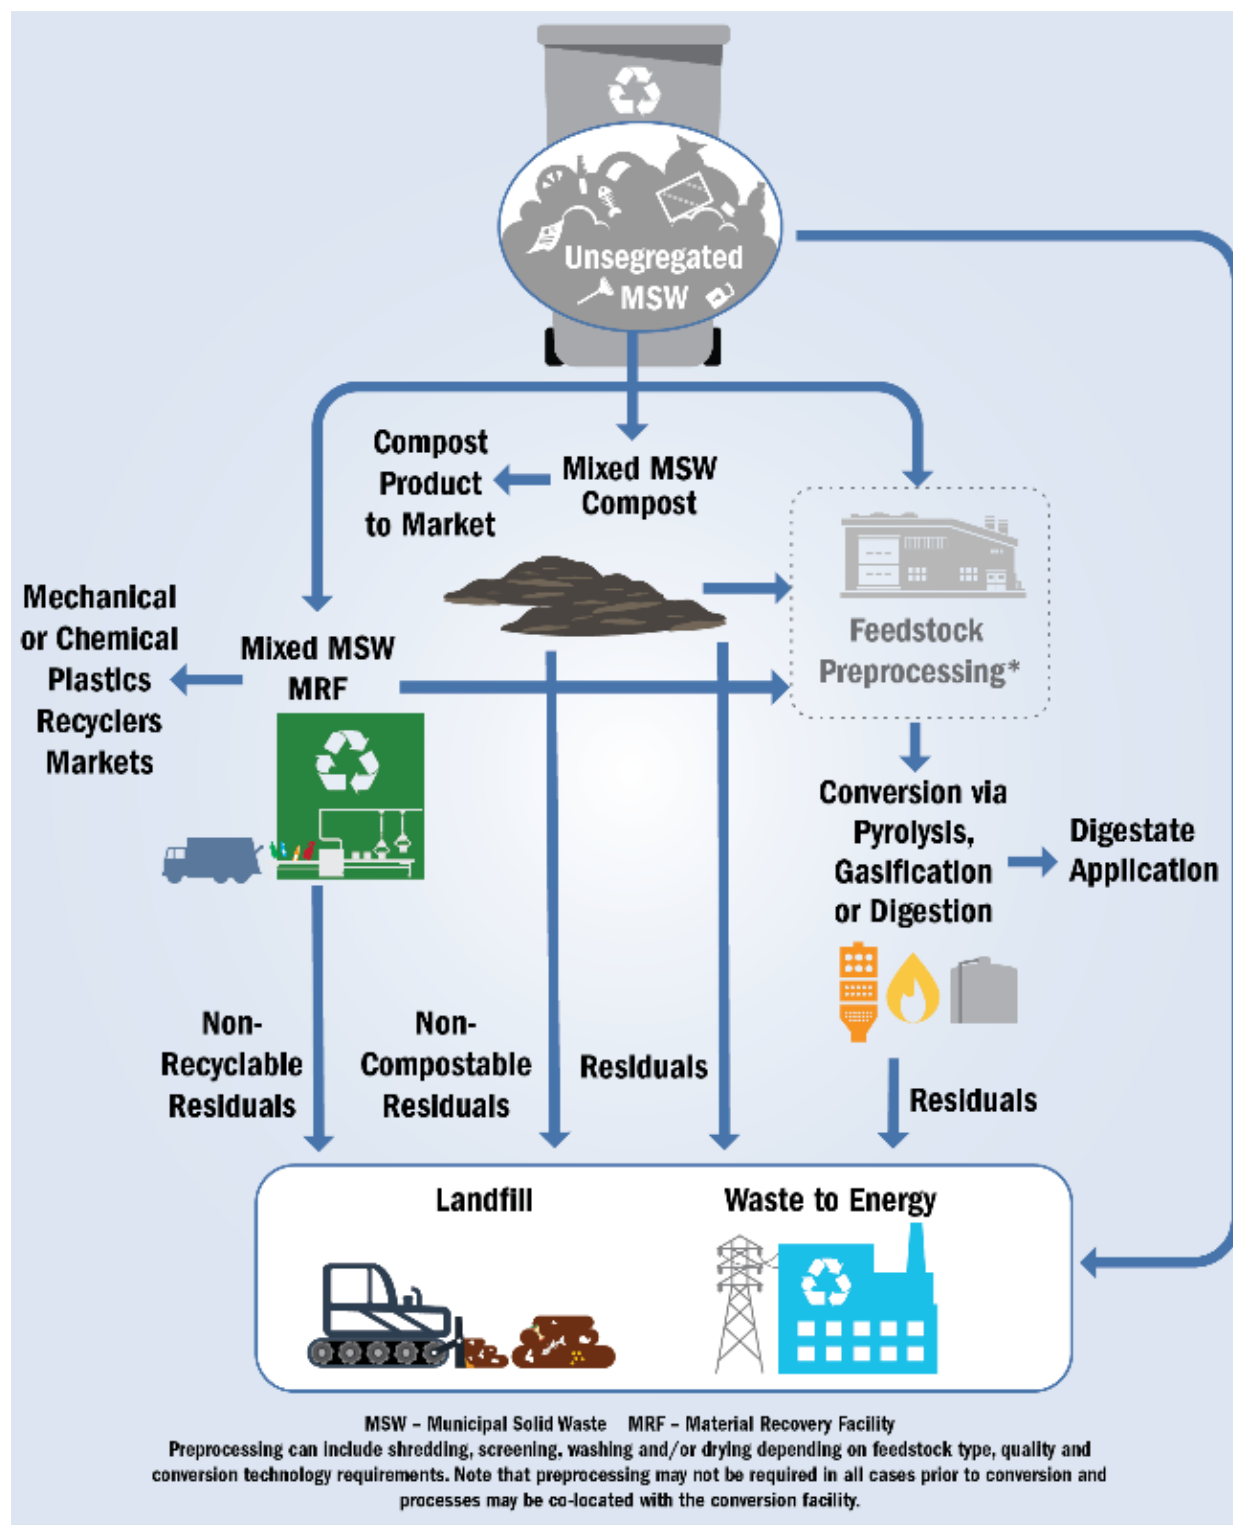 Unsegregated
MSW
Compost
Product
to Market
Mixed MSW
Compost
Mechanical
or Chemical
Plastics
Recyclers
Markets
Mixed MSW
MRF
Feedstock
Preprocessing*
Conversion via
Pyrolysis,
Gasification
or Digestion
Digestate
Application
Non-
Recyclable
Residuals
Non-
Compostable
Residuals
Residuals
Residuals
Landfill
Waste to Energy
MSW – Municipal Solid Waste MRF – Material Recovery Facility
Preprocessing can include shredding, screening, washing and/or drying depending on feedstock type, quality and
conversion technology requirements. Note that preprocessing may not be required in all cases prior to conversion and
processes may be co-located with the conversion facility.